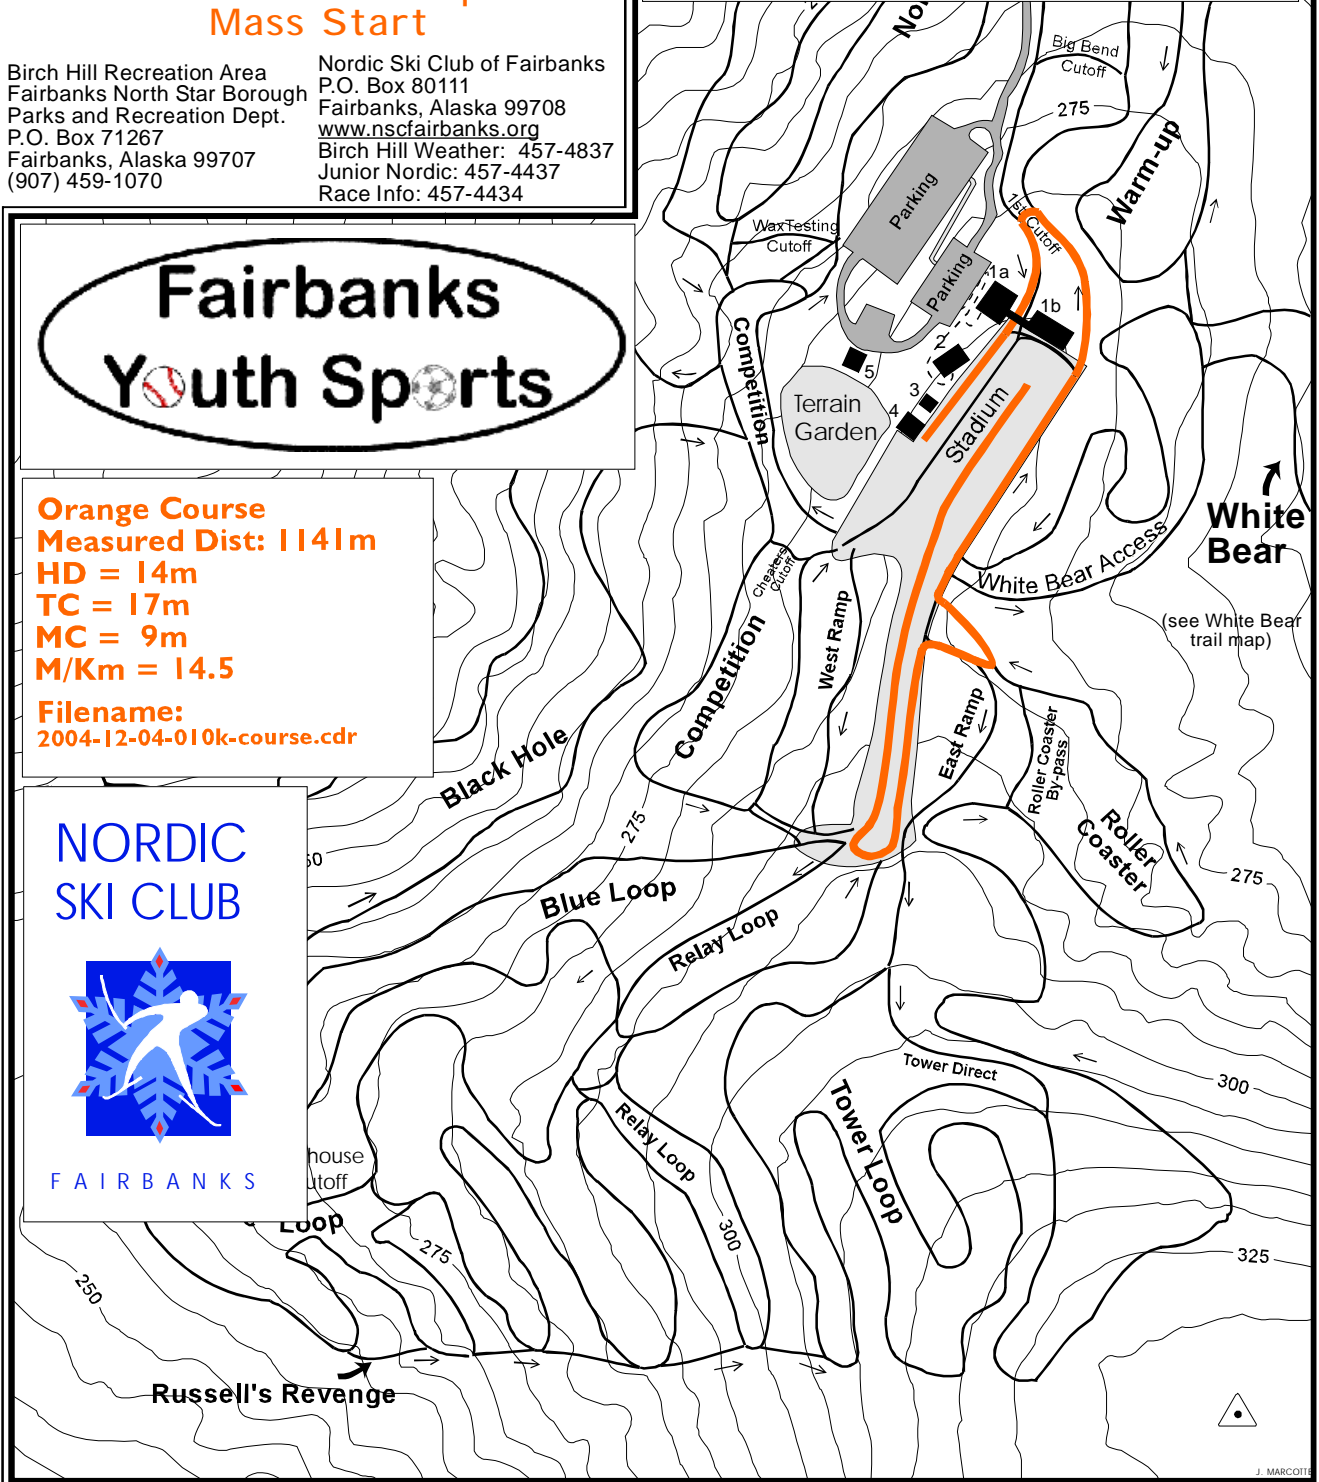 Mass Start
Birch Hill Recreation Area
Fairbanks North Star Borough
Parks and Recreation Dept.
P.O. Box 71267
Fairbanks, Alaska 99707
(907) 459-1070
Nordic Ski Club of Fairbanks
P.O. Box 80111
Fairbanks, Alaska 99708
www.nscfairbanks.org
Birch Hill Weather: 457-4837
Junior Nordic: 457-4437
Race Info: 457-4434
Fairbanks
Youth Sports
Orange Course
Measured Dist: 1141m
HD = 14m
TC = 17m
MC = 9m
M/Km = 14.5
Filename:
2004-12-04-010k-course.cdr
NORDIC
SKI CLUB
FAIRBANKS
Big Bend
Cutoff
275
Warm-up
Parking
1st Cutoff
Wax Testing
Cutoff
Parking
1a
1b
2
5
3
4
Competition
Terrain
Garden
Stadium
White
Bear
White Bear Access
(see White Bear
trail map)
Cheaters
Cutoff
West Ramp
Competition
East Ramp
Roller Coaster
By-pass
Roller
Coaster
Black Hole
275
275
Blue Loop
Relay Loop
Tower Direct
300
Tower Loop
Relay Loop
house
utoff
Loop
275
300
325
250
Russell's Revenge
J. MARCOTTE